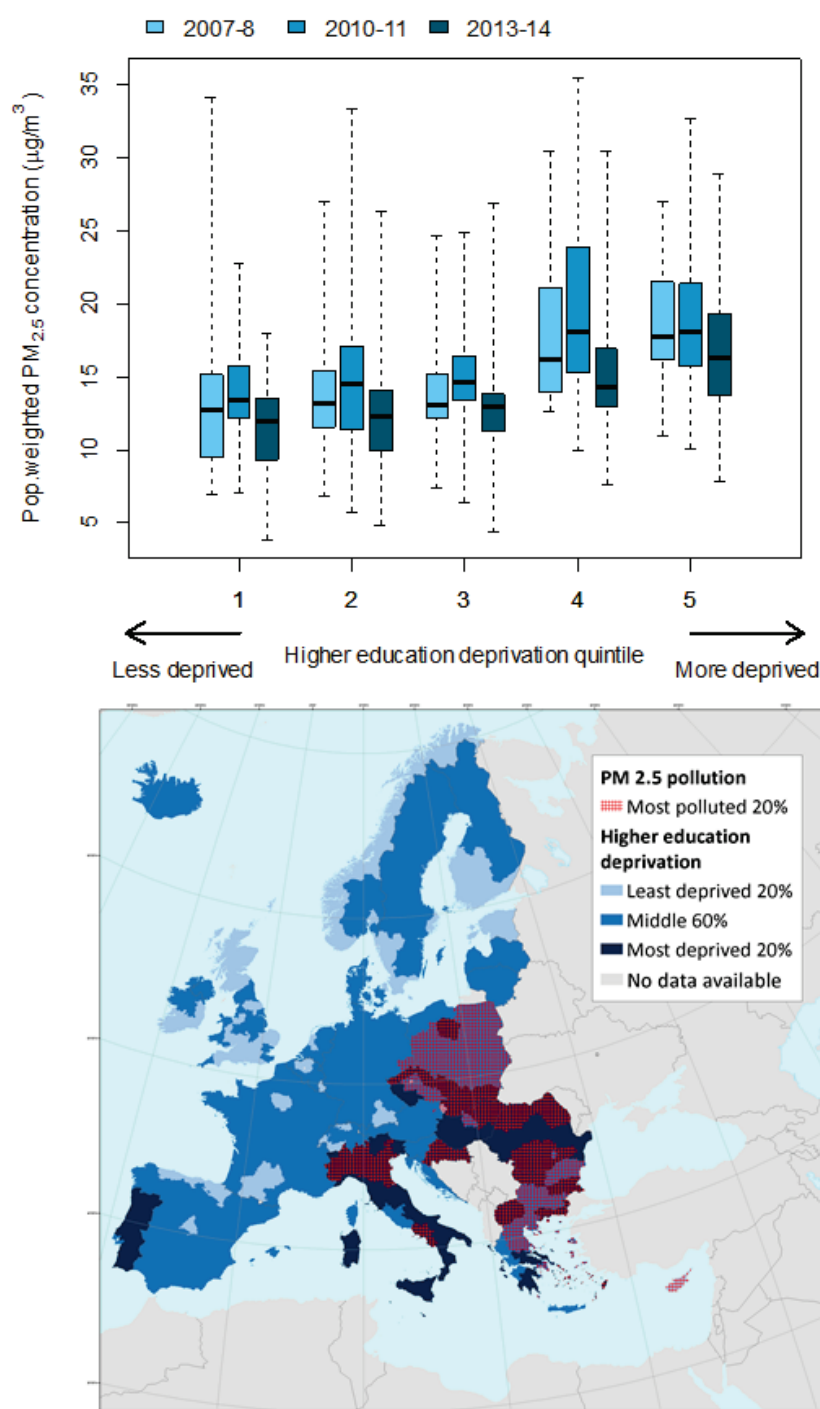 2007-8 2010-11 2013-14
Pop.weighted PM2.5 concentration (µg/m³)
35
30
25
20
15
10
5
1 2 3 4 5
Less deprived Higher education deprivation quintile More deprived
PM 2.5 pollution
Most polluted 20%
Higher education
deprivation
Least deprived 20%
Middle 60%
Most deprived 20%
No data available